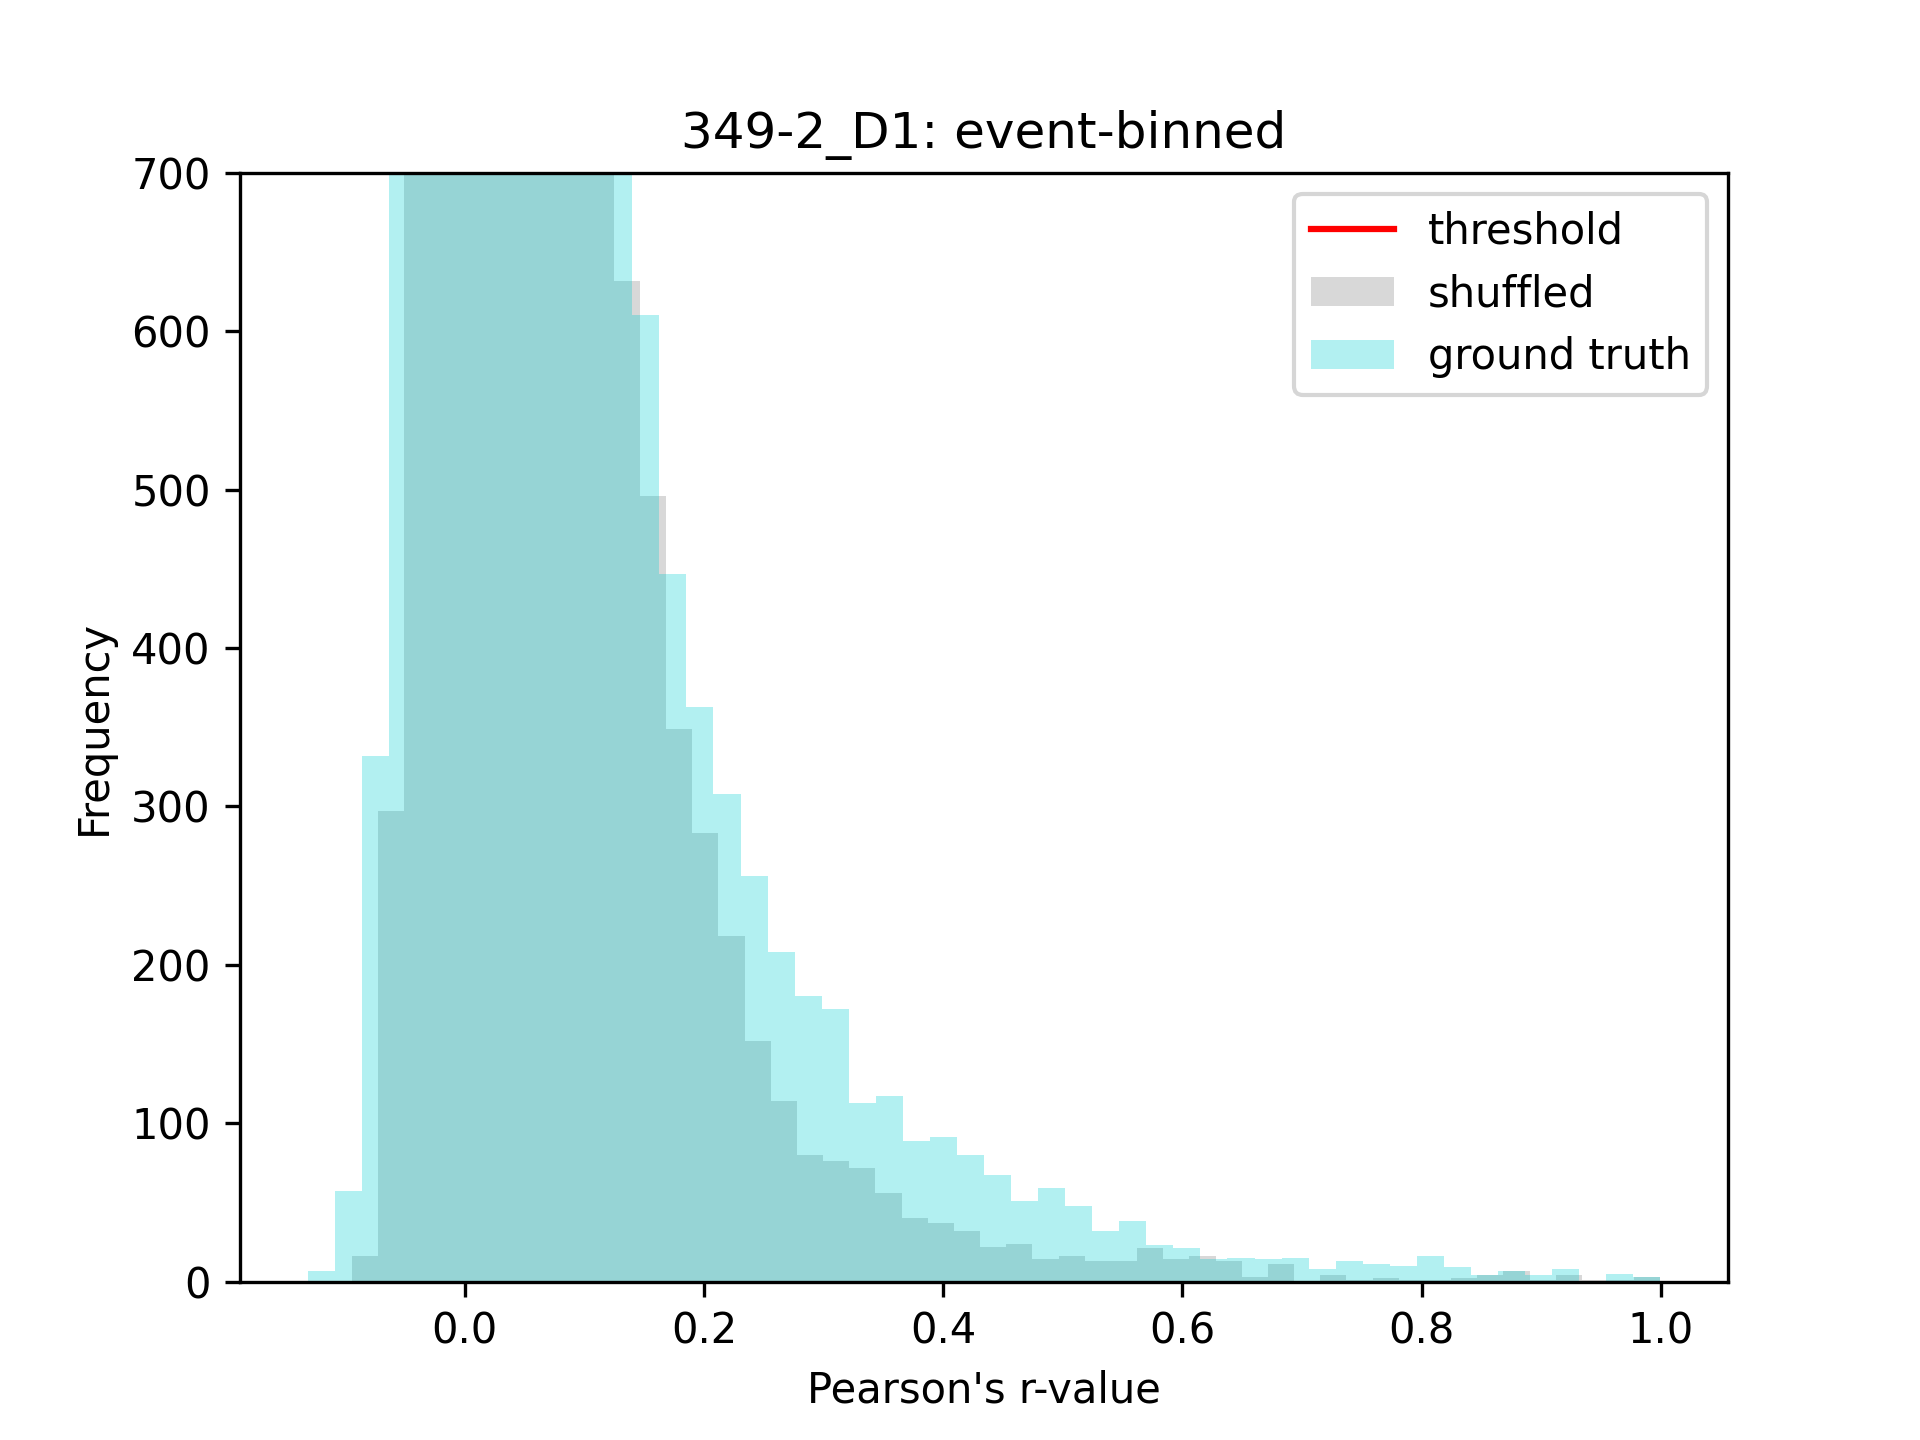 349-2_D1: event-binned
700
600
500
400
300
200
100
0
Frequency
threshold
shuffled
ground truth
0.0 0.2 0.4 0.6 0.8 1.0
Pearson's r-value